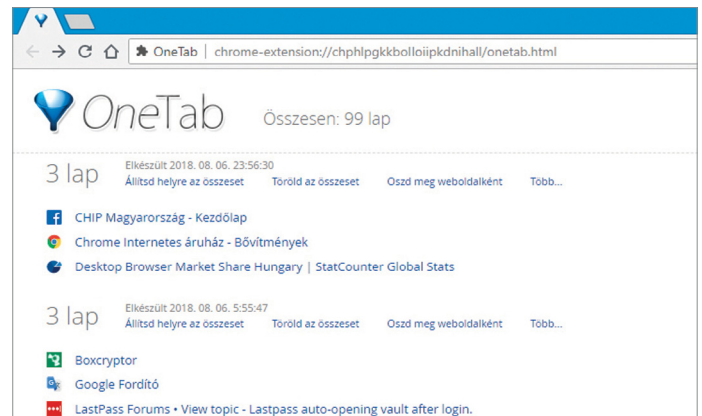 OneTab | chrome-extension://chphlpgkkbolloiipkdnihall/onetab.html
OneTab Összesen: 99 lap
3 lap
Elkészült 2018. 08. 06. 23:56:30
Állítsd helyre az összeset Töröld az összeset Oszd meg weboldalként Több...
CHIP Magyarország - Kezdőlap
Chrome Internetes áruház - Bővítmények
Desktop Browser Market Share Hungary | StatCounter Global Stats
3 lap
Elkészült 2018. 08. 06. 5:55:47
Állítsd helyre az összeset Töröld az összeset Oszd meg weboldalként Több...
Boxcryptor
Google Fordító
LastPass Forums • View topic - Lastpass auto-opening vault after login.